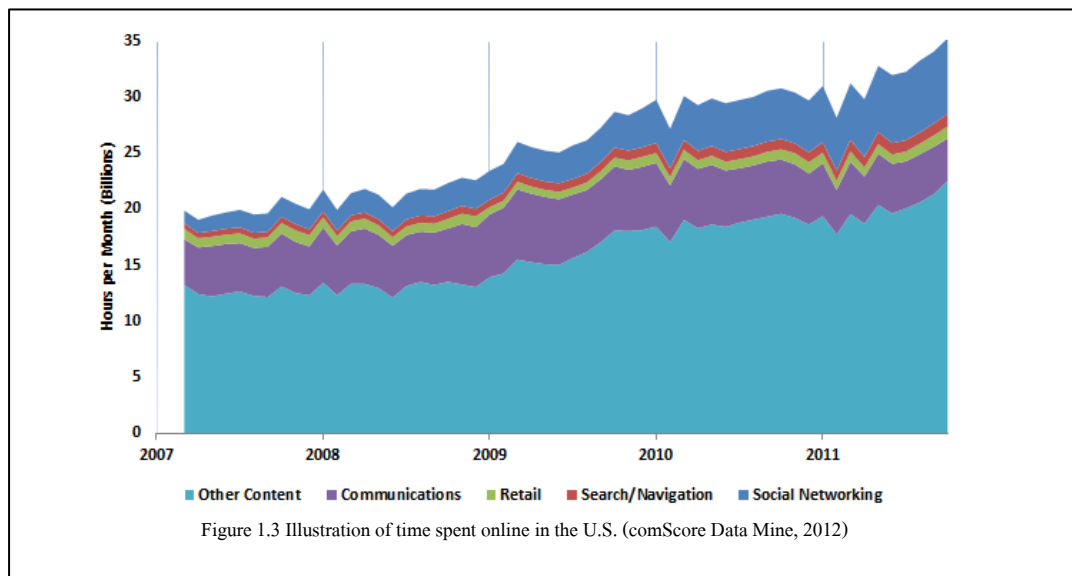 35
30
25
20
15
10
5
0
Hours per Month (Billions)
2007 2008 2009 2010 2011
Other Content Communications Retail Search/Navigation Social Networking
Figure 1.3 Illustration of time spent online in the U.S. (comScore Data Mine, 2012)